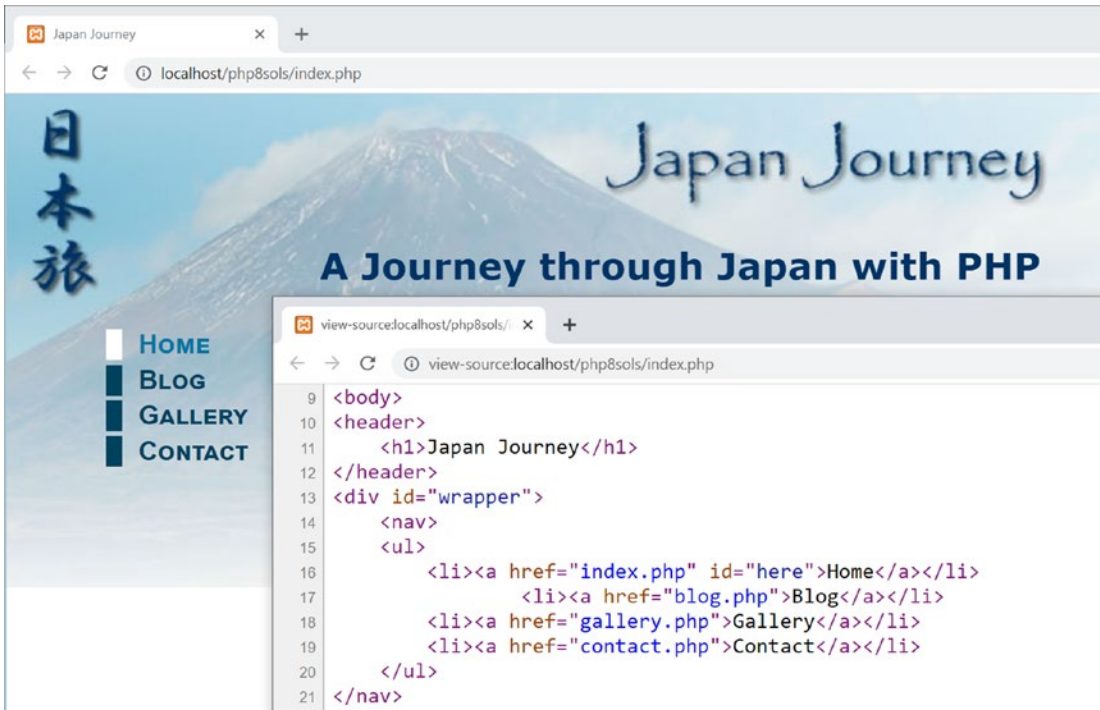 Japan Journey
localhost/php8sols/index.php
日本旅
Japan Journey
A Journey through Japan with PHP
HOME
BLOG
GALLERY
CONTACT
view-source:localhost/php8sols/
view-source:localhost/php8sols/index.php
9 <body>
10 <header>
11 <h1>Japan Journey</h1>
12 </header>
13 <div id="wrapper">
14 <nav>
15 <ul>
16 <li><a href="index.php" id="here">Home</a></li>
17 <li><a href="blog.php">Blog</a></li>
18 <li><a href="gallery.php">Gallery</a></li>
19 <li><a href="contact.php">Contact</a></li>
20 </ul>
21 </nav>